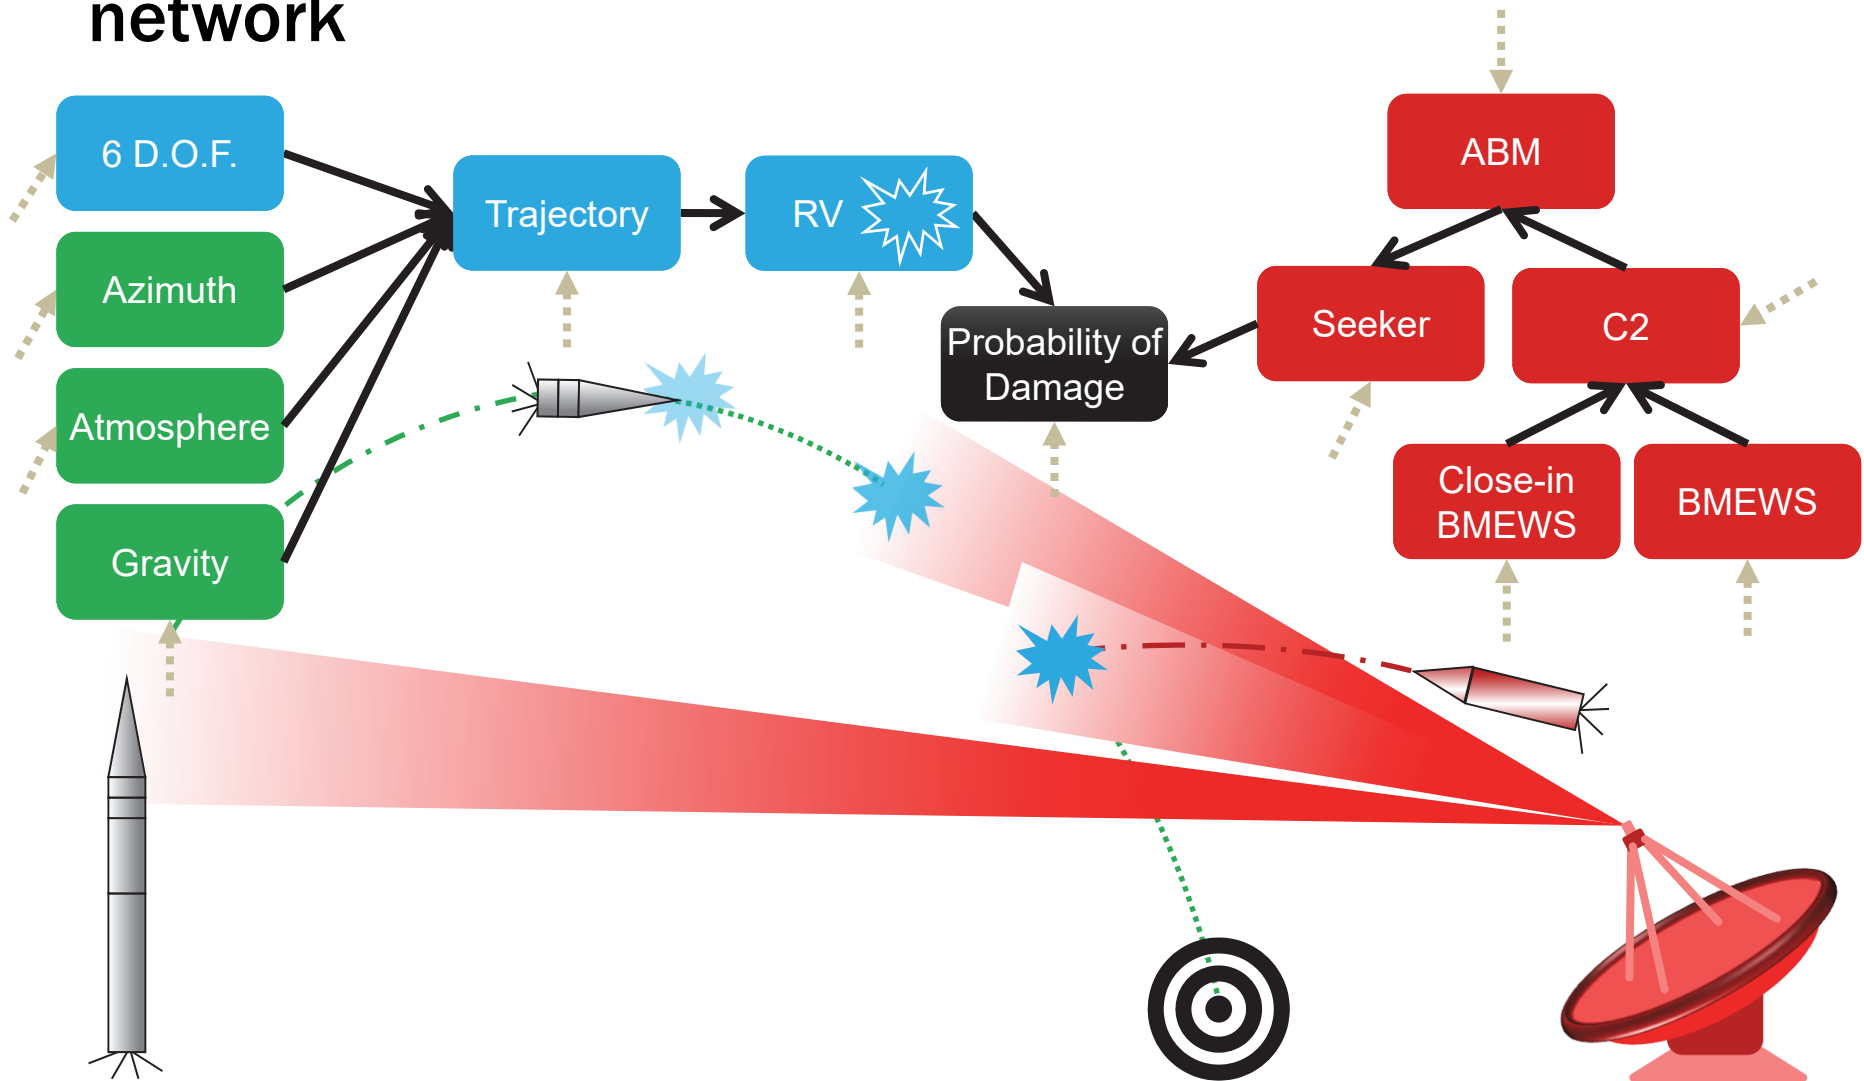 network
6 D.O.F.
Azimuth
Atmosphere
Gravity
Trajectory
RV
Probability of
Damage
ABM
Seeker
C2
Close-in
BMEWS
BMEWS